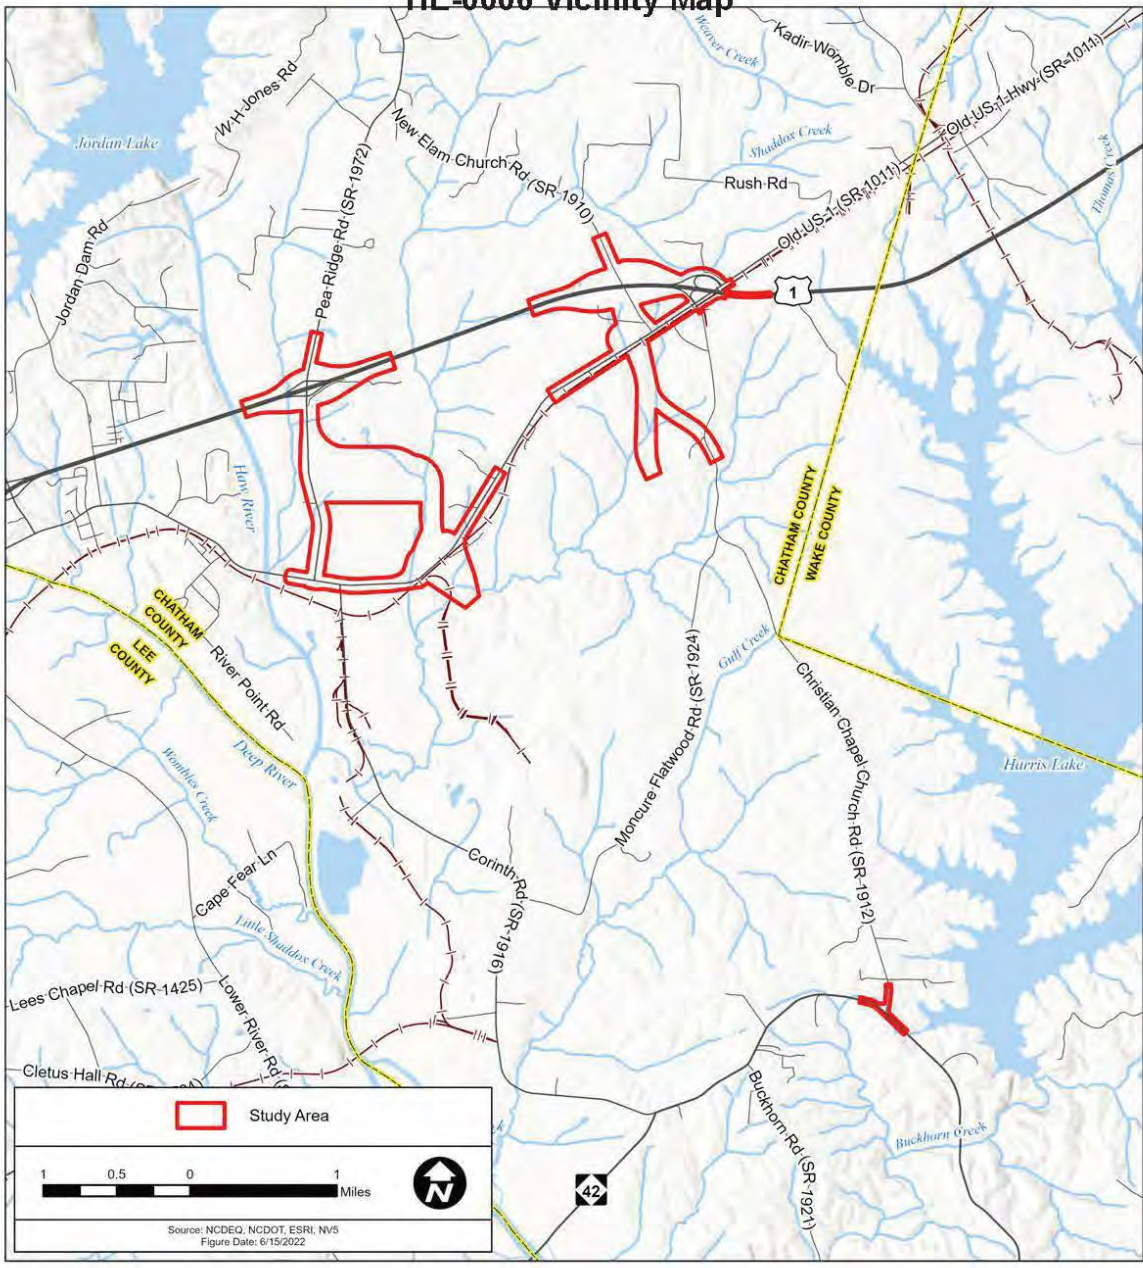 Vicinity Map
Weaver Creek
Kadir Womble Dr
Old US 1 Hwy (SR-1011)
W H Jones Rd
Jordan Lake
New Elam Church Rd (SR-1910)
Shaddox Creek
Thomas Creek
Rush Rd
Pea Ridge Rd (SR-1972)
Old US 1 (SR-1011)
Jordan Dam Rd
1
Haw River
CHATHAM COUNTY
WAKE COUNTY
CHATHAM
COUNTY
LEE
COUNTY
River Point Rd
Gulf Creek
Moncure Flatwood Rd (SR-1924)
Christian Chapel Church Rd (SR-1912)
Deep River
Wombles Creek
Harris Lake
Cape Fear Ln
Corinth Rd (SR-1916)
Little Shaddox Creek
Lees Chapel Rd (SR-1425)
Lower River Rd
Cletus Hall Rd
Buckhorn Rd (SR-1921)
Buckhorn Creek
42
Study Area
1 0.5 0 1
Miles
N
Source: NCDEQ, NCDOT, ESRI, NV5
Figure Date: 6/15/2022